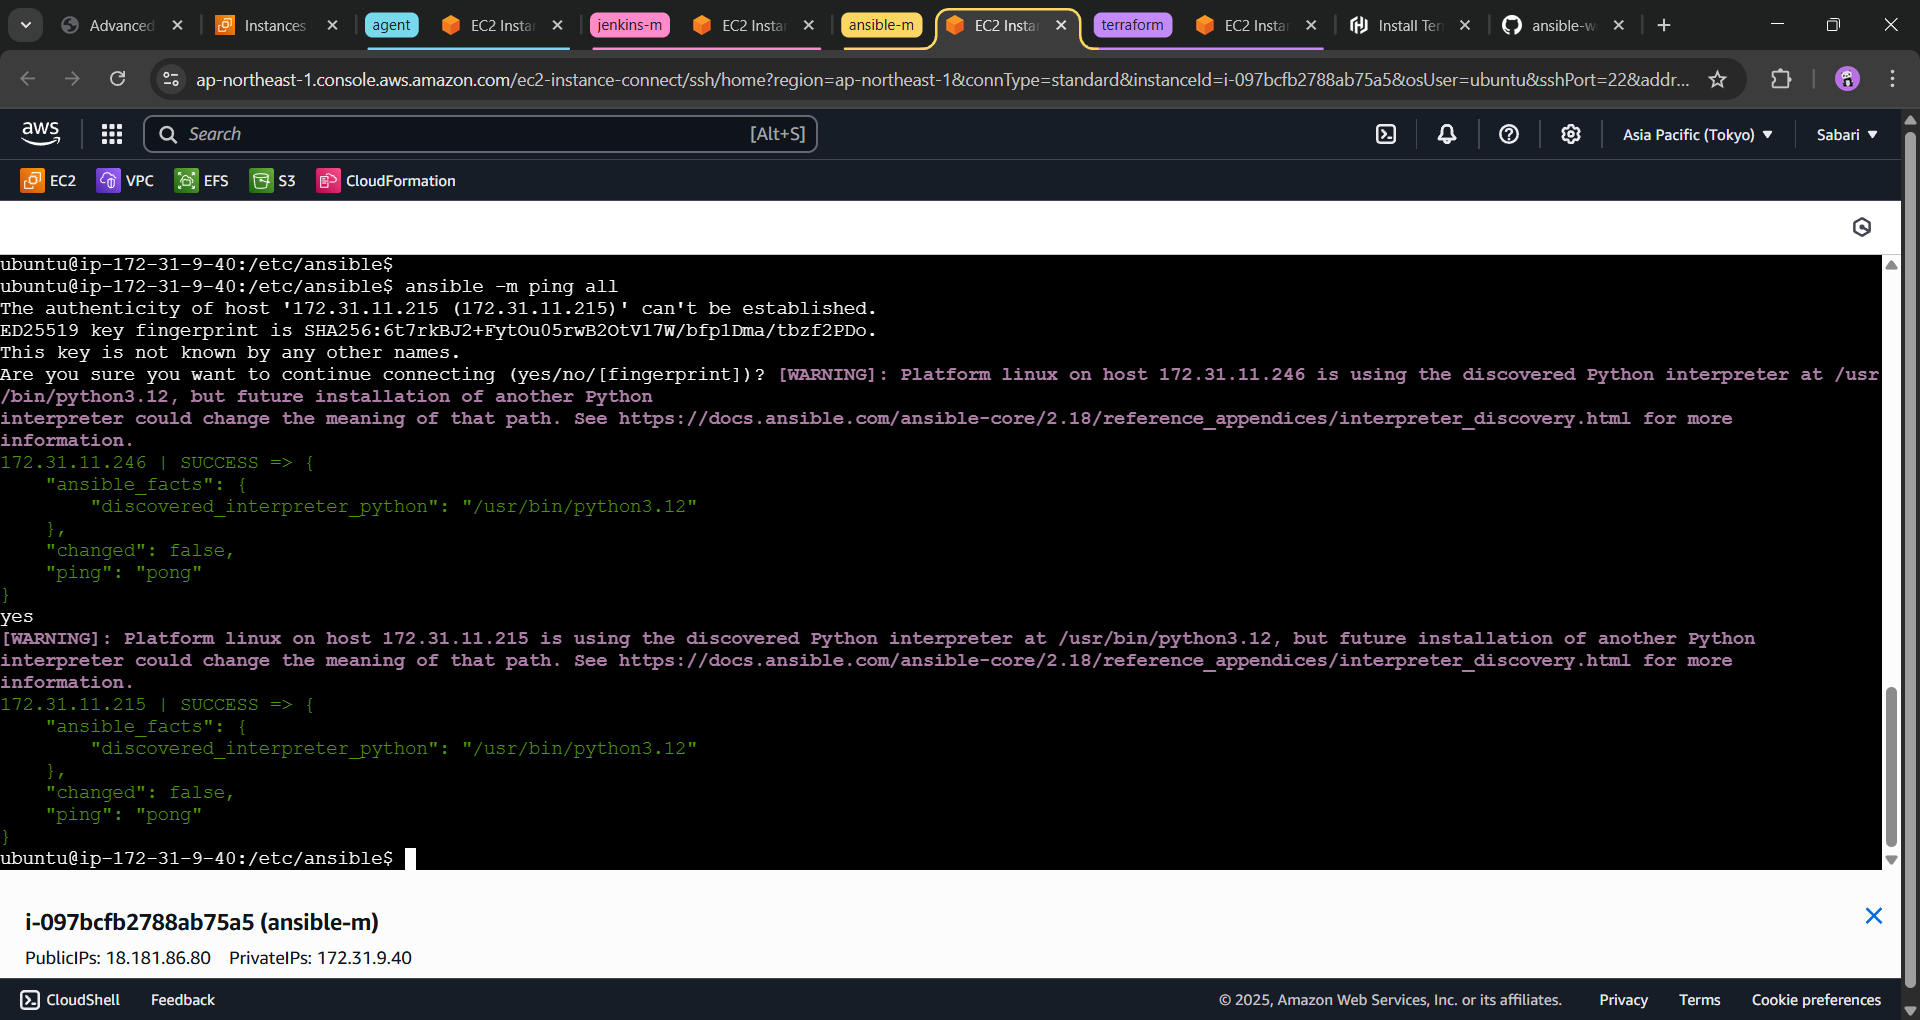 Advanced
Instances
agent
EC2 Insta
jenkins-m
EC2 Instar
ansible-m
EC2 Instar
terraform
EC2 Instar
Install Ter
ansible-w
ap-northeast-1.console.aws.amazon.com/ec2-instance-connect/ssh/home?region=ap-northeast-1&connType=standard&instanceId=i-097bcfb2788ab75a5&osUser=ubuntu&sshPort=22&addr...
aws
Search
[Alt+S]
Asia Pacific (Tokyo)
Sabari
EC2
VPC
EFS
S3
CloudFormation
ubuntu@ip-172-31-9-40:/etc/ansible$
ubuntu@ip-172-31-9-40:/etc/ansible$ ansible -m ping all
The authenticity of host '172.31.11.215 (172.31.11.215)' can't be established.
ED25519 key fingerprint is SHA256:6t7rkBJ2+FytOu05rwB2OtV17W/bfp1Dma/tbzf2PDo.
This key is not known by any other names.
Are you sure you want to continue connecting (yes/no/[fingerprint])? [WARNING]: Platform linux on host 172.31.11.246 is using the discovered Python interpreter at /usr
/bin/python3.12, but future installation of another Python
interpreter could change the meaning of that path. See https://docs.ansible.com/ansible-core/2.18/reference_appendices/interpreter_discovery.html for more
information.
172.31.11.246 | SUCCESS => {
    "ansible_facts": {
        "discovered_interpreter_python": "/usr/bin/python3.12"
    },
    "changed": false,
    "ping": "pong"
}
yes
[WARNING]: Platform linux on host 172.31.11.215 is using the discovered Python interpreter at /usr/bin/python3.12, but future installation of another Python
interpreter could change the meaning of that path. See https://docs.ansible.com/ansible-core/2.18/reference_appendices/interpreter_discovery.html for more
information.
172.31.11.215 | SUCCESS => {
    "ansible_facts": {
        "discovered_interpreter_python": "/usr/bin/python3.12"
    },
    "changed": false,
    "ping": "pong"
}
ubuntu@ip-172-31-9-40:/etc/ansible$
i-097bcfb2788ab75a5 (ansible-m)
PublicIPs: 18.181.86.80 PrivateIPs: 172.31.9.40
CloudShell
Feedback
© 2025, Amazon Web Services, Inc. or its affiliates.
Privacy
Terms
Cookie preferences